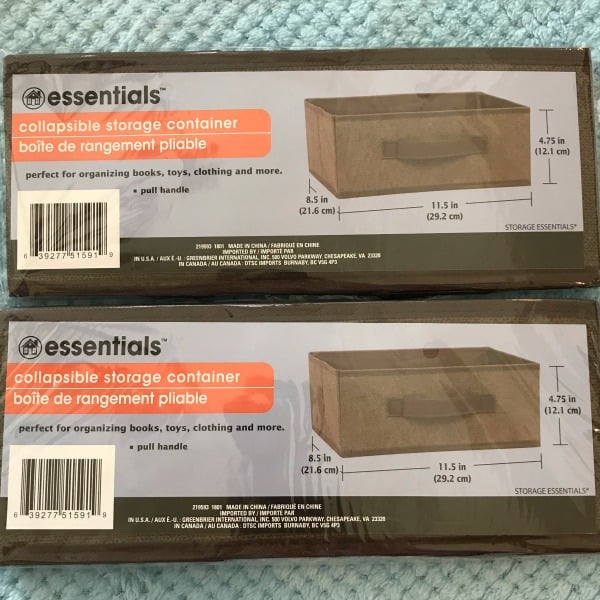 essentials™
collapsible storage container
boîte de rangement pliable
perfect for organizing books, toys, clothing and more.
• pull handle
4.75 in
(12.1 cm)
8.5 in
(21.6 cm)
11.5 in
(29.2 cm)
STORAGE ESSENTIALS®
6 39277 51591 9
219593 1801 MADE IN CHINA / FABRIQUÉ EN CHINE
IMPORTED BY / IMPORTÉ PAR
IN U.S.A. / AUX É.-U. : GREENBRIER INTERNATIONAL, INC. 500 VOLVO PARKWAY, CHESAPEAKE, VA 23320
IN CANADA / AU CANADA : DTSC IMPORTS BURNABY, BC V5G 4P3
essentials™
collapsible storage container
boîte de rangement pliable
perfect for organizing books, toys, clothing and more.
• pull handle
4.75 in
(12.1 cm)
8.5 in
(21.6 cm)
11.5 in
(29.2 cm)
STORAGE ESSENTIALS®
6 39277 51591 9
219593 1801 MADE IN CHINA / FABRIQUÉ EN CHINE
IMPORTED BY / IMPORTÉ PAR
IN U.S.A. / AUX É.-U. : GREENBRIER INTERNATIONAL, INC. 500 VOLVO PARKWAY, CHESAPEAKE, VA 23320
IN CANADA / AU CANADA : DTSC IMPORTS BURNABY, BC V5G 4P3